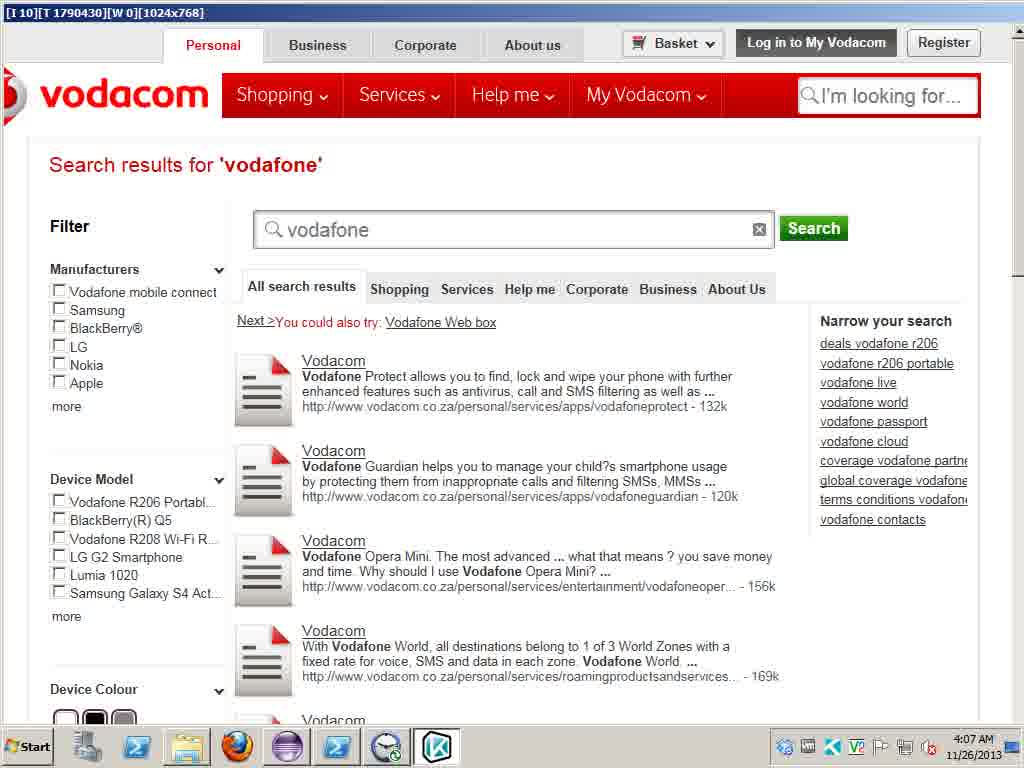 [I 10][T 1790430][W 0][1024x768]
Personal Business Corporate About us Basket Log in to My Vodacom Register
vodacom Shopping Services Help me My Vodacom I'm looking for...
Search results for 'vodafone'
Filter
vodafone Search
Manufacturers
Vodafone mobile connect
Samsung
BlackBerry®
LG
Nokia
Apple
more
Device Model
Vodafone R206 Portabl...
BlackBerry(R) Q5
Vodafone R208 Wi-Fi R...
LG G2 Smartphone
Lumia 1020
Samsung Galaxy S4 Act...
more
Device Colour
All search results Shopping Services Help me Corporate Business About Us
Next >You could also try: Vodafone Web box
Vodacom
Vodafone Protect allows you to find, lock and wipe your phone with further
enhanced features such as antivirus, call and SMS filtering as well as ...
http://www.vodacom.co.za/personal/services/apps/vodafoneprotect - 132k
Vodacom
Vodafone Guardian helps you to manage your child?s smartphone usage
by protecting them from inappropriate calls and filtering SMSs, MMSs ...
http://www.vodacom.co.za/personal/services/apps/vodafoneguardian - 120k
Vodacom
Vodafone Opera Mini. The most advanced ... what that means ? you save money
and time. Why should I use Vodafone Opera Mini? ...
http://www.vodacom.co.za/personal/services/entertainment/vodafoneoper... - 156k
Vodacom
With Vodafone World, all destinations belong to 1 of 3 World Zones with a
fixed rate for voice, SMS and data in each zone. Vodafone World. ...
http://www.vodacom.co.za/personal/services/roamingproductsandservices... - 169k
Vodacom
Narrow your search
deals vodafone r206
vodafone r206 portable
vodafone live
vodafone world
vodafone passport
vodafone cloud
coverage vodafone partne
global coverage vodafone
terms conditions vodafone
vodafone contacts
Start
4:07 AM
11/26/2013